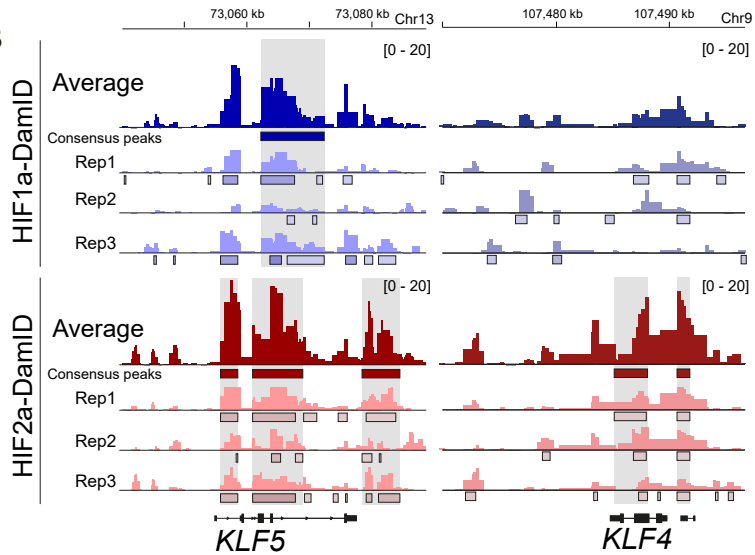 73,060 kb
73,080 kb
Chr13
107,480 kb
107,490 kb
Chr9
HIF1a-DamID
[0 - 20]
[0 - 20]
Average
Consensus peaks
Rep1
Rep2
Rep3
HIF2a-DamID
[0 - 20]
[0 - 20]
Average
Consensus peaks
Rep1
Rep2
Rep3
KLF5
KLF4